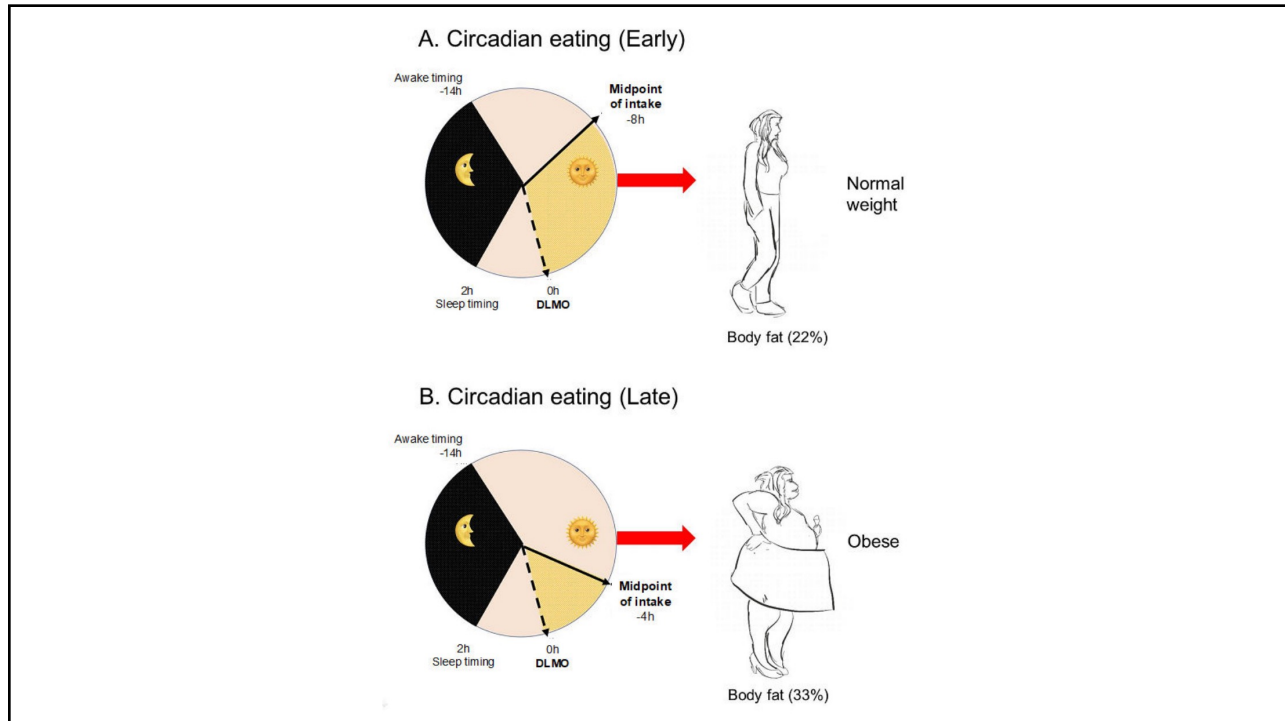 A. Circadian eating (Early)
Awake timing
-14h
Midpoint
of intake
-8h
Normal
weight
2h
Sleep timing
0h
DLMO
Body fat (22%)
B. Circadian eating (Late)
Awake timing
-14h
Obese
Midpoint
of intake
-4h
2h
Sleep timing
0h
DLMO
Body fat (33%)